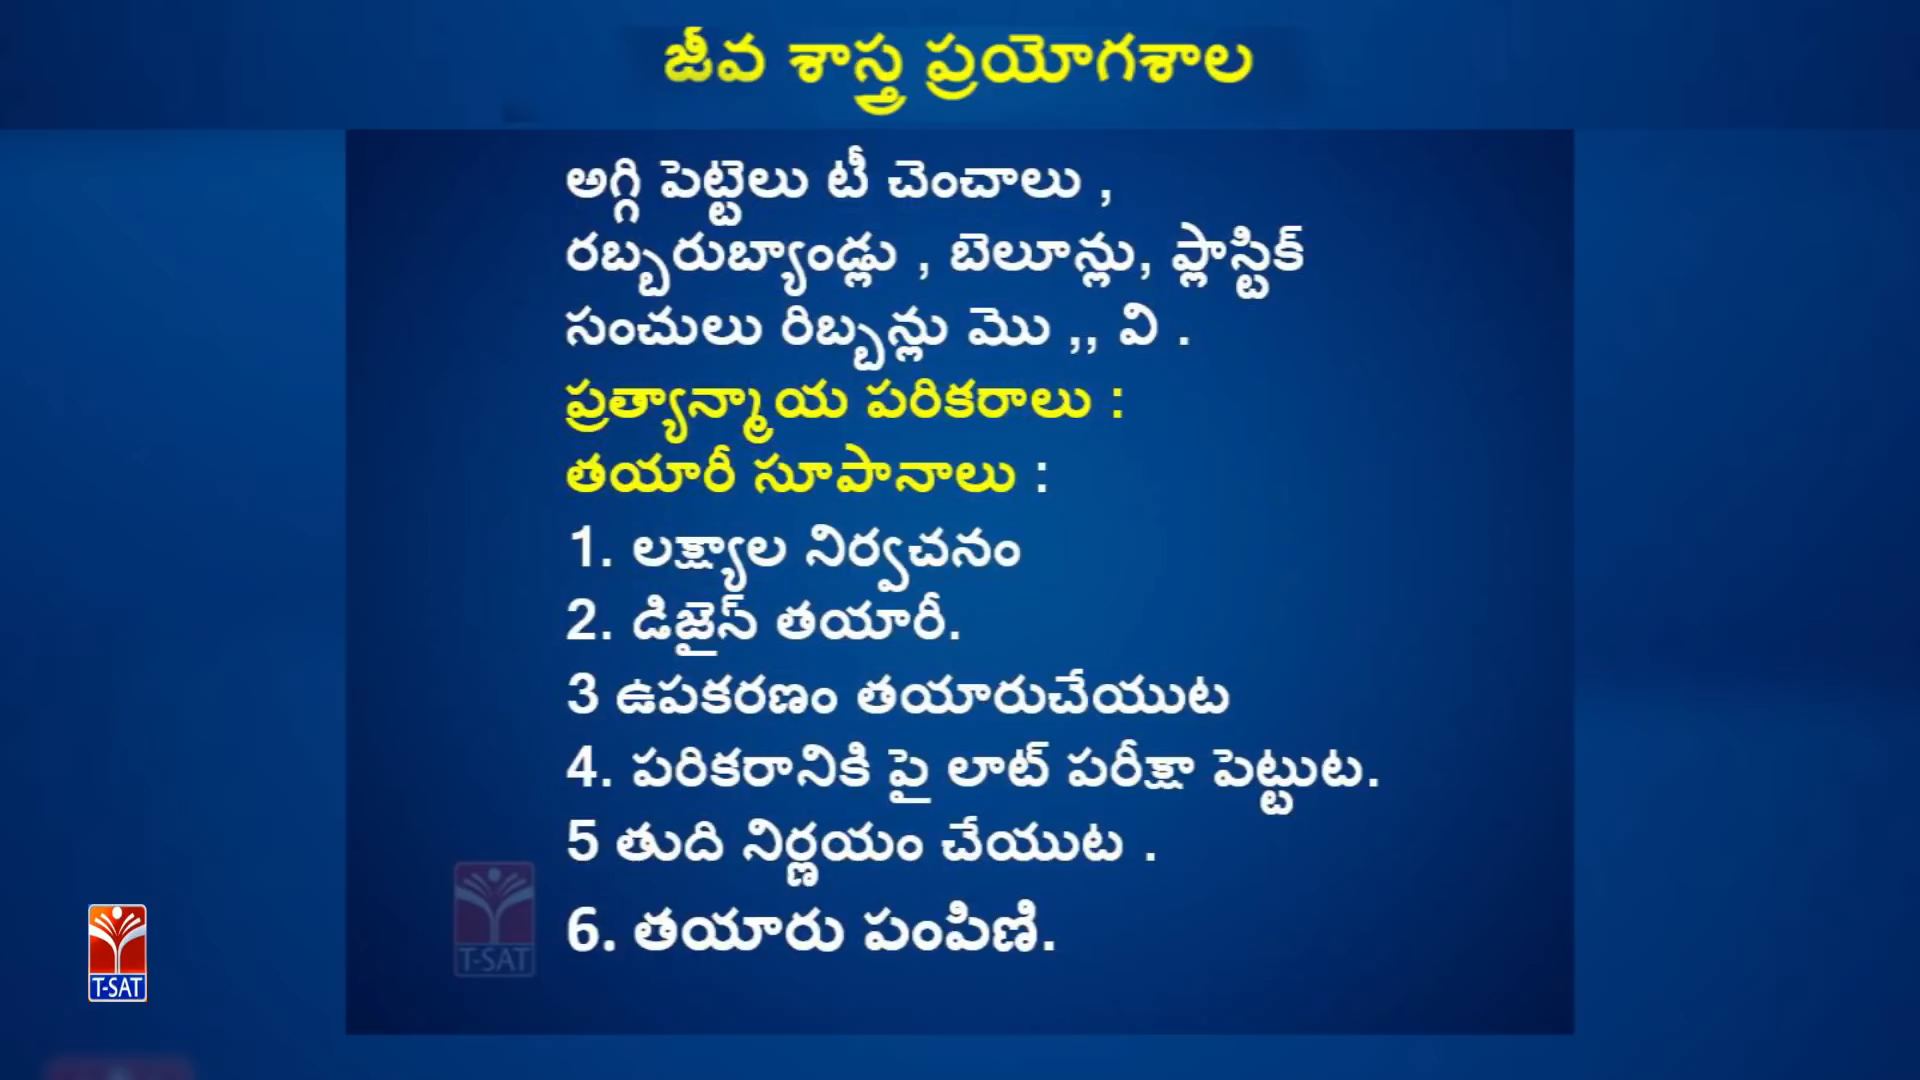 జీవ శాస్త్ర ప్రయోగశాల
అగ్గి పెట్టెలు టీ చెంచాలు ,
రబ్బరుబ్యాండ్లు , బెలూన్లు, ప్లాస్టిక్
సంచులు రిబ్బన్లు మొ ,, వి .
ప్రత్యాన్మాయ పరికరాలు :
తయారీ సూపానాలు :
1. లక్ష్యాల నిర్వచనం
2. డిజైన్ తయారీ.
3 ఉపకరణం తయారుచేయుట
4. పరికరానికి పై లాట్ పరీక్షా పెట్టుట.
5 తుది నిర్ణయం చేయుట .
6. తయారు పంపిణి.
T-SAT
T-SAT